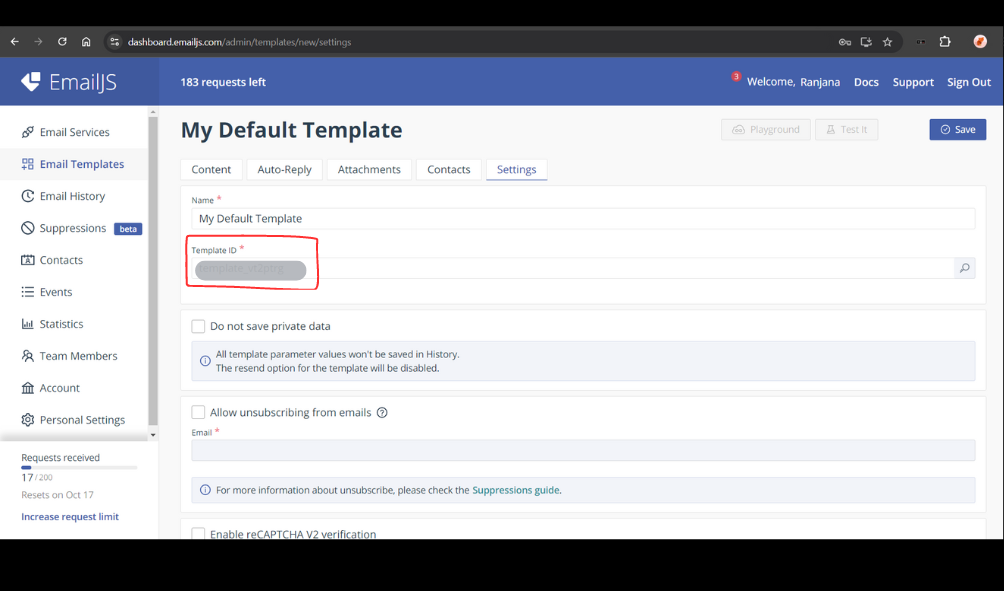 dashboard.emailjs.com/admin/templates/new/settings
EmailJS
183 requests left
3
Welcome, Ranjana
Docs
Support
Sign Out
Email Services
Email Templates
Email History
Suppressions beta
Contacts
Events
Statistics
Team Members
Account
Personal Settings
Requests received
17 / 200
Resets on Oct 17
Increase request limit
My Default Template
Playground
Test It
Save
Content
Auto-Reply
Attachments
Contacts
Settings
Name *
My Default Template
Template ID *
Do not save private data
All template parameter values won't be saved in History.
The resend option for the template will be disabled.
Allow unsubscribing from emails
Email *
For more information about unsubscribe, please check the Suppressions guide.
Enable reCAPTCHA V2 verification